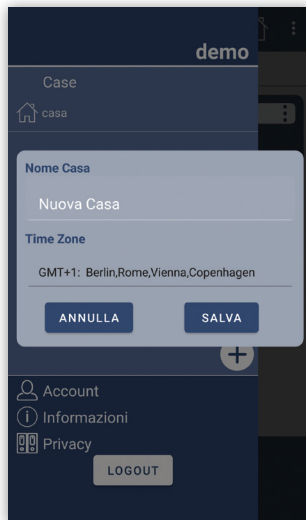 demo
Case
casa
Nome Casa
Nuova Casa
Time Zone
GMT+1: Berlin,Rome,Vienna,Copenhagen
ANNULLA SALVA
Account
Informazioni
Privacy
LOGOUT